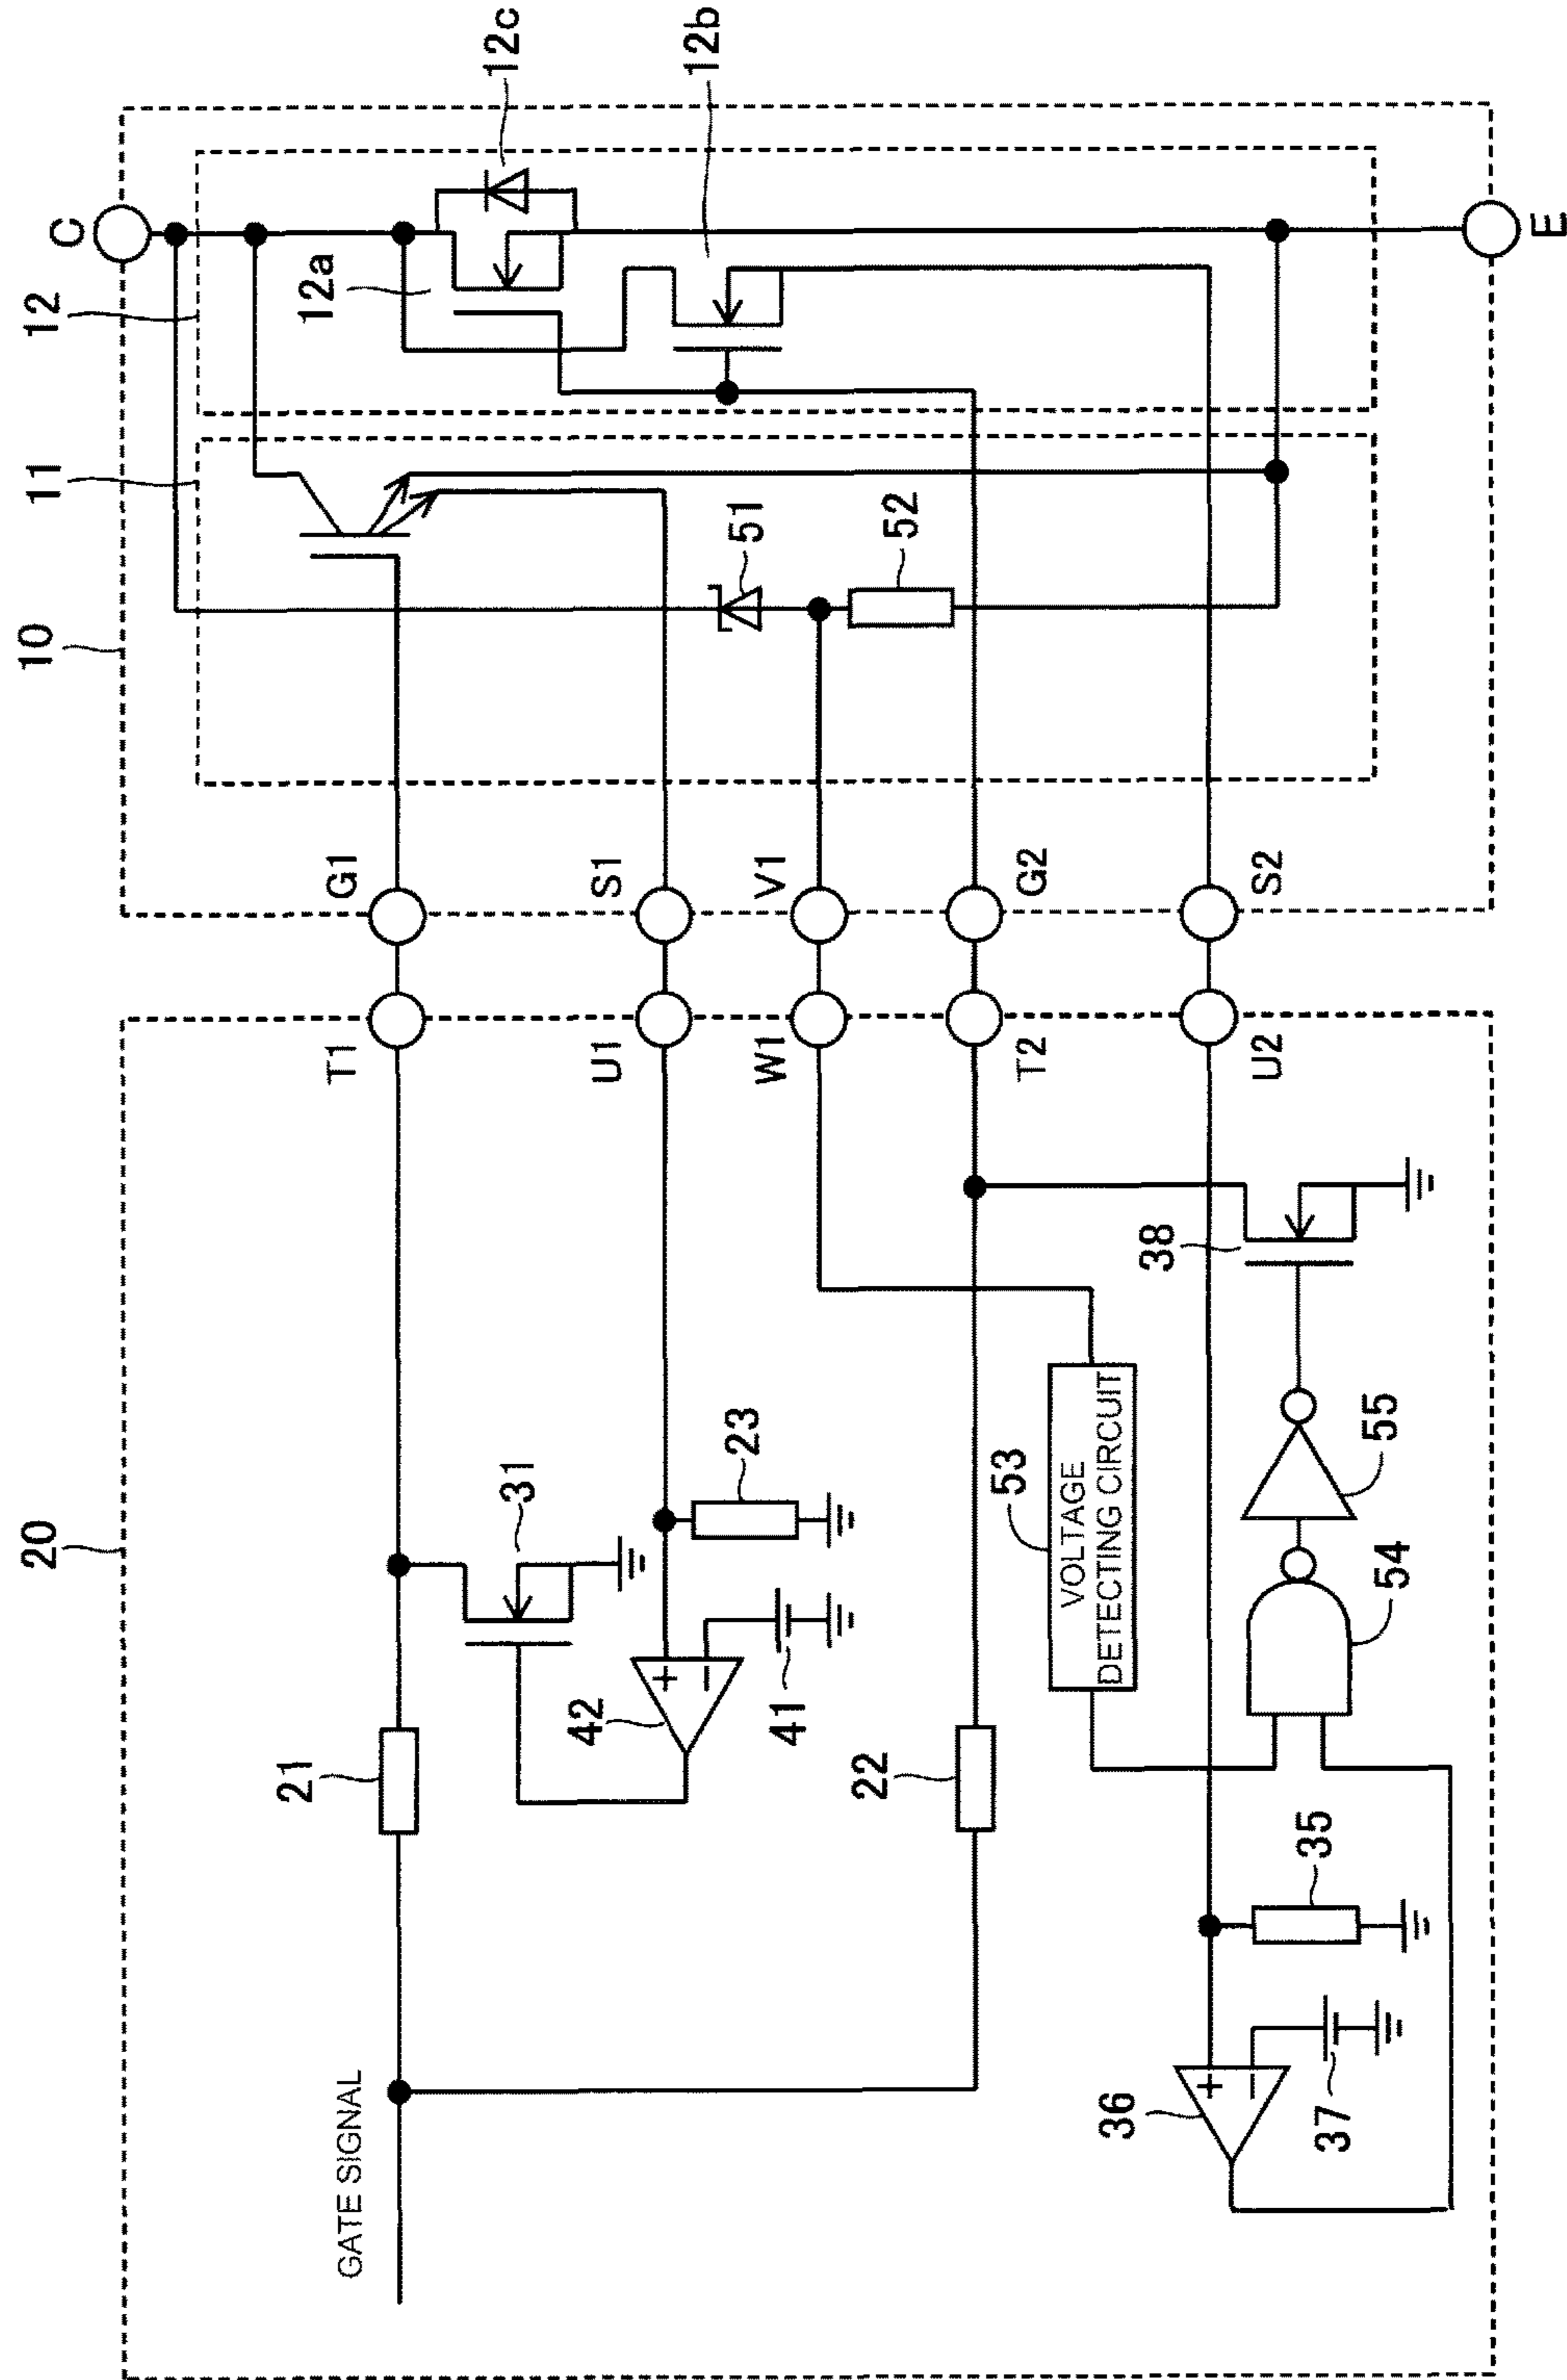 20
10
11
12
C
GATE SIGNAL
21
31
T1
G1
12a
12c
42
41
23
U1
S1
51
52
12b
22
53
VOLTAGE
DETECTING CIRCUIT
W1
V1
T2
G2
36
37
35
54
55
38
U2
S2
E
+
−
+
−